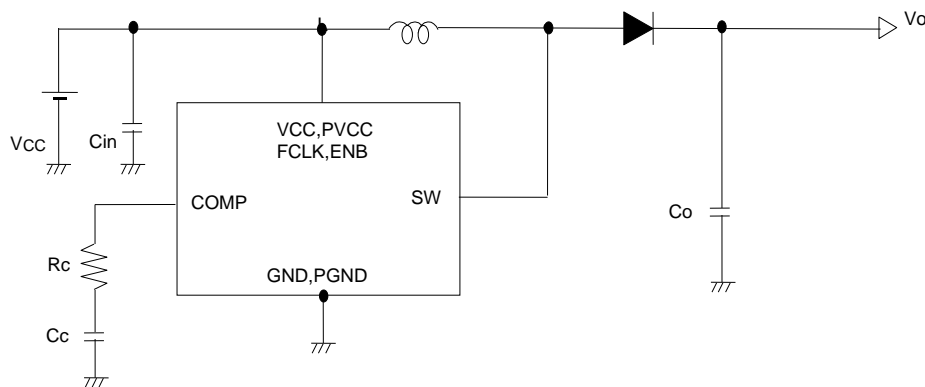 Vo
VCC
Cin
VCC,PVCC
FCLK,ENB
COMP
SW
Co
Rc
GND,PGND
Cc